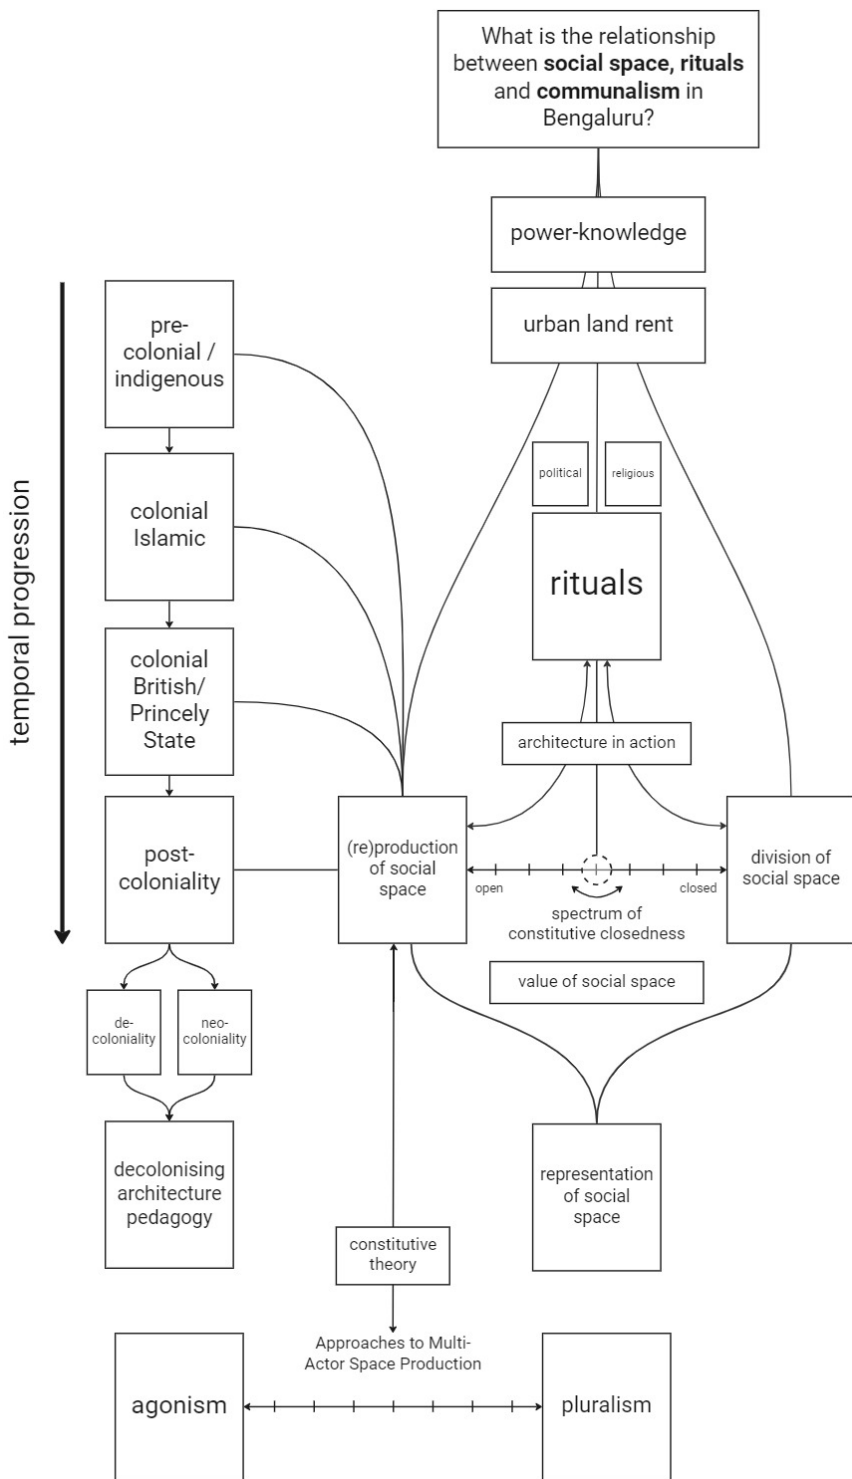 What is the relationship
between social space, rituals
and communalism in
Bengaluru?
power-knowledge
urban land rent
temporal progression
pre-
colonial /
indigenous
colonial
Islamic
colonial
British/
Princely
State
post-
coloniality
de-
coloniality
neo-
coloniality
decolonising
architecture
pedagogy
political
religious
rituals
architecture in action
(re)production
of social
space
open
closed
spectrum of
constitutive closedness
division of
social space
value of social space
representation
of social
space
constitutive
theory
Approaches to Multi-
Actor Space Production
agonism
pluralism